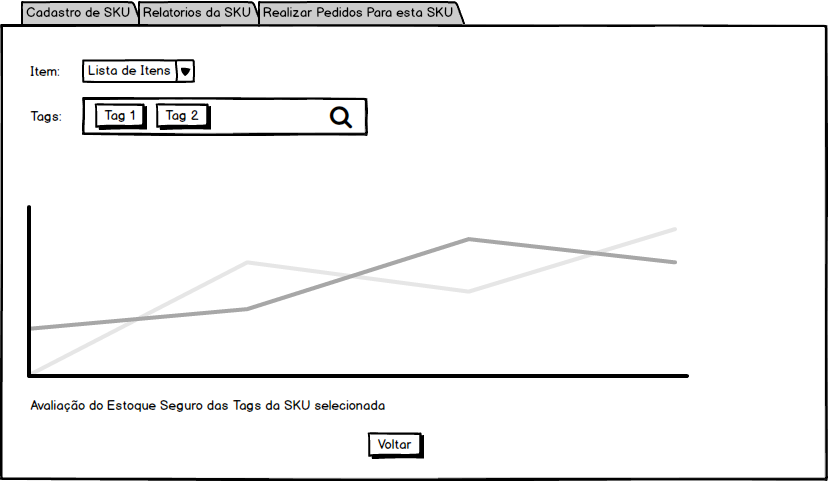 Cadastro de SKU Relatorios da SKU Realizar Pedidos Para esta SKU
Item: Lista de Itens
Tags: Tag 1 Tag 2
Avaliação do Estoque Seguro das Tags da SKU selecionada
Voltar